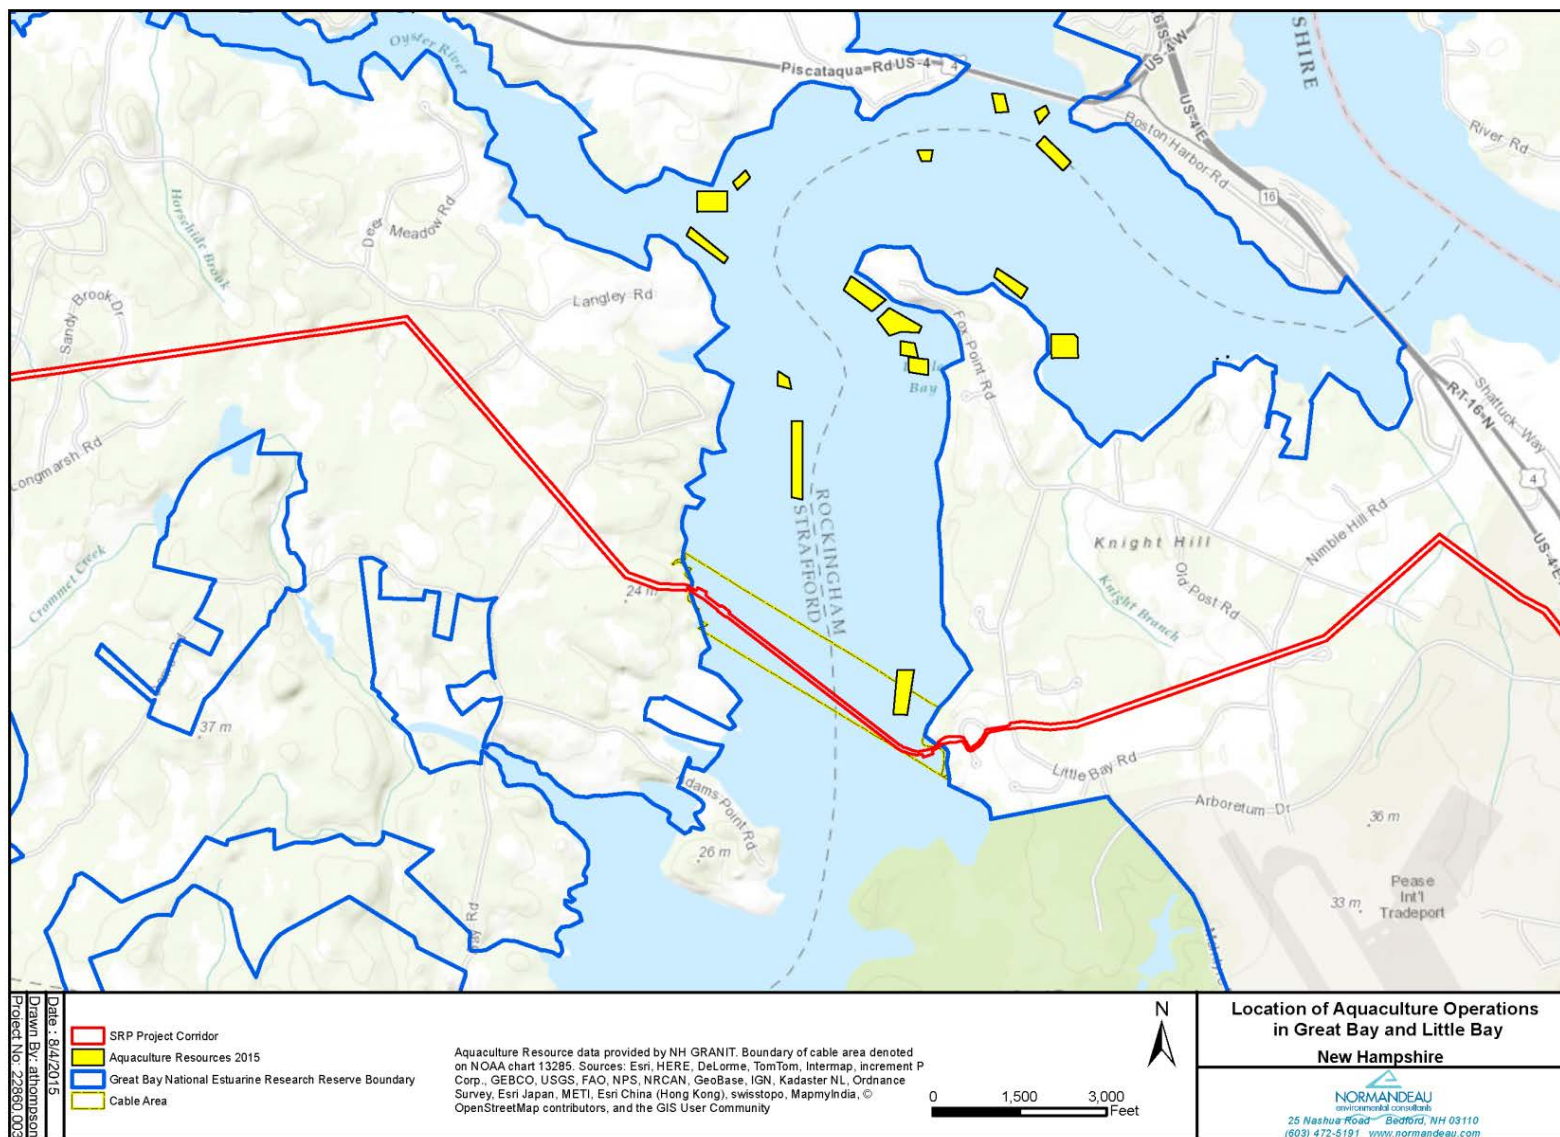 Oyster River
Piscataqua Rd US-4
4
US-4 W
US-4 E
SHIRE
River Rd
Boston Harbor Rd
16
Horsehide Brook
Deer Meadow Rd
Langley Rd
Sandy Brook Dr
Fox Point Rd
Bay
Shattuck Way
RT-16 N
4
US-4 E
Longmarsh Rd
ROCKINGHAM
STRAFFORD
Knight Hill
Nimble Hill Rd
Old Post Rd
Knight Branch
Crommet Creek
24 m
37 m
Little Bay Rd
Arboretum Dr
36 m
Adams Point Rd
26 m
33 m
Pease
Int'l
Tradeport
Date : 8/4/2015
Drawn By: athompson
Project No. 22860.003
SRP Project Corridor
Aquaculture Resources 2015
Great Bay National Estuarine Research Reserve Boundary
Cable Area
Aquaculture Resource data provided by NH GRANIT. Boundary of cable area denoted
on NOAA chart 13285. Sources: Esri, HERE, DeLorme, TomTom, Intermap, increment P
Corp., GEBCO, USGS, FAO, NPS, NRCAN, GeoBase, IGN, Kadaster NL, Ordnance
Survey, Esri Japan, METI, Esri China (Hong Kong), swisstopo, MapmyIndia, ©
OpenStreetMap contributors, and the GIS User Community
N
0 1,500 3,000
Feet
Location of Aquaculture Operations
in Great Bay and Little Bay
New Hampshire
NORMANDEAU
environmental consultants
25 Nashua Road Bedford, NH 03110
(603) 472-5191 www.normandeau.com